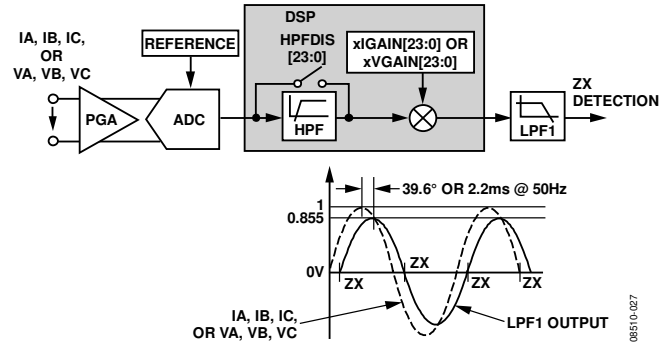 DSP
IA, IB, IC,
OR
VA, VB, VC
REFERENCE
HPFDIS
[23:0]
xIGAIN[23:0] OR
xVGAIN[23:0]
ZX
DETECTION
PGA
ADC
HPF
LPF1
39.6° OR 2.2ms @ 50Hz
1
0.855
0V
ZX
ZX
ZX
ZX
IA, IB, IC,
OR VA, VB, VC
LPF1 OUTPUT
08510-027